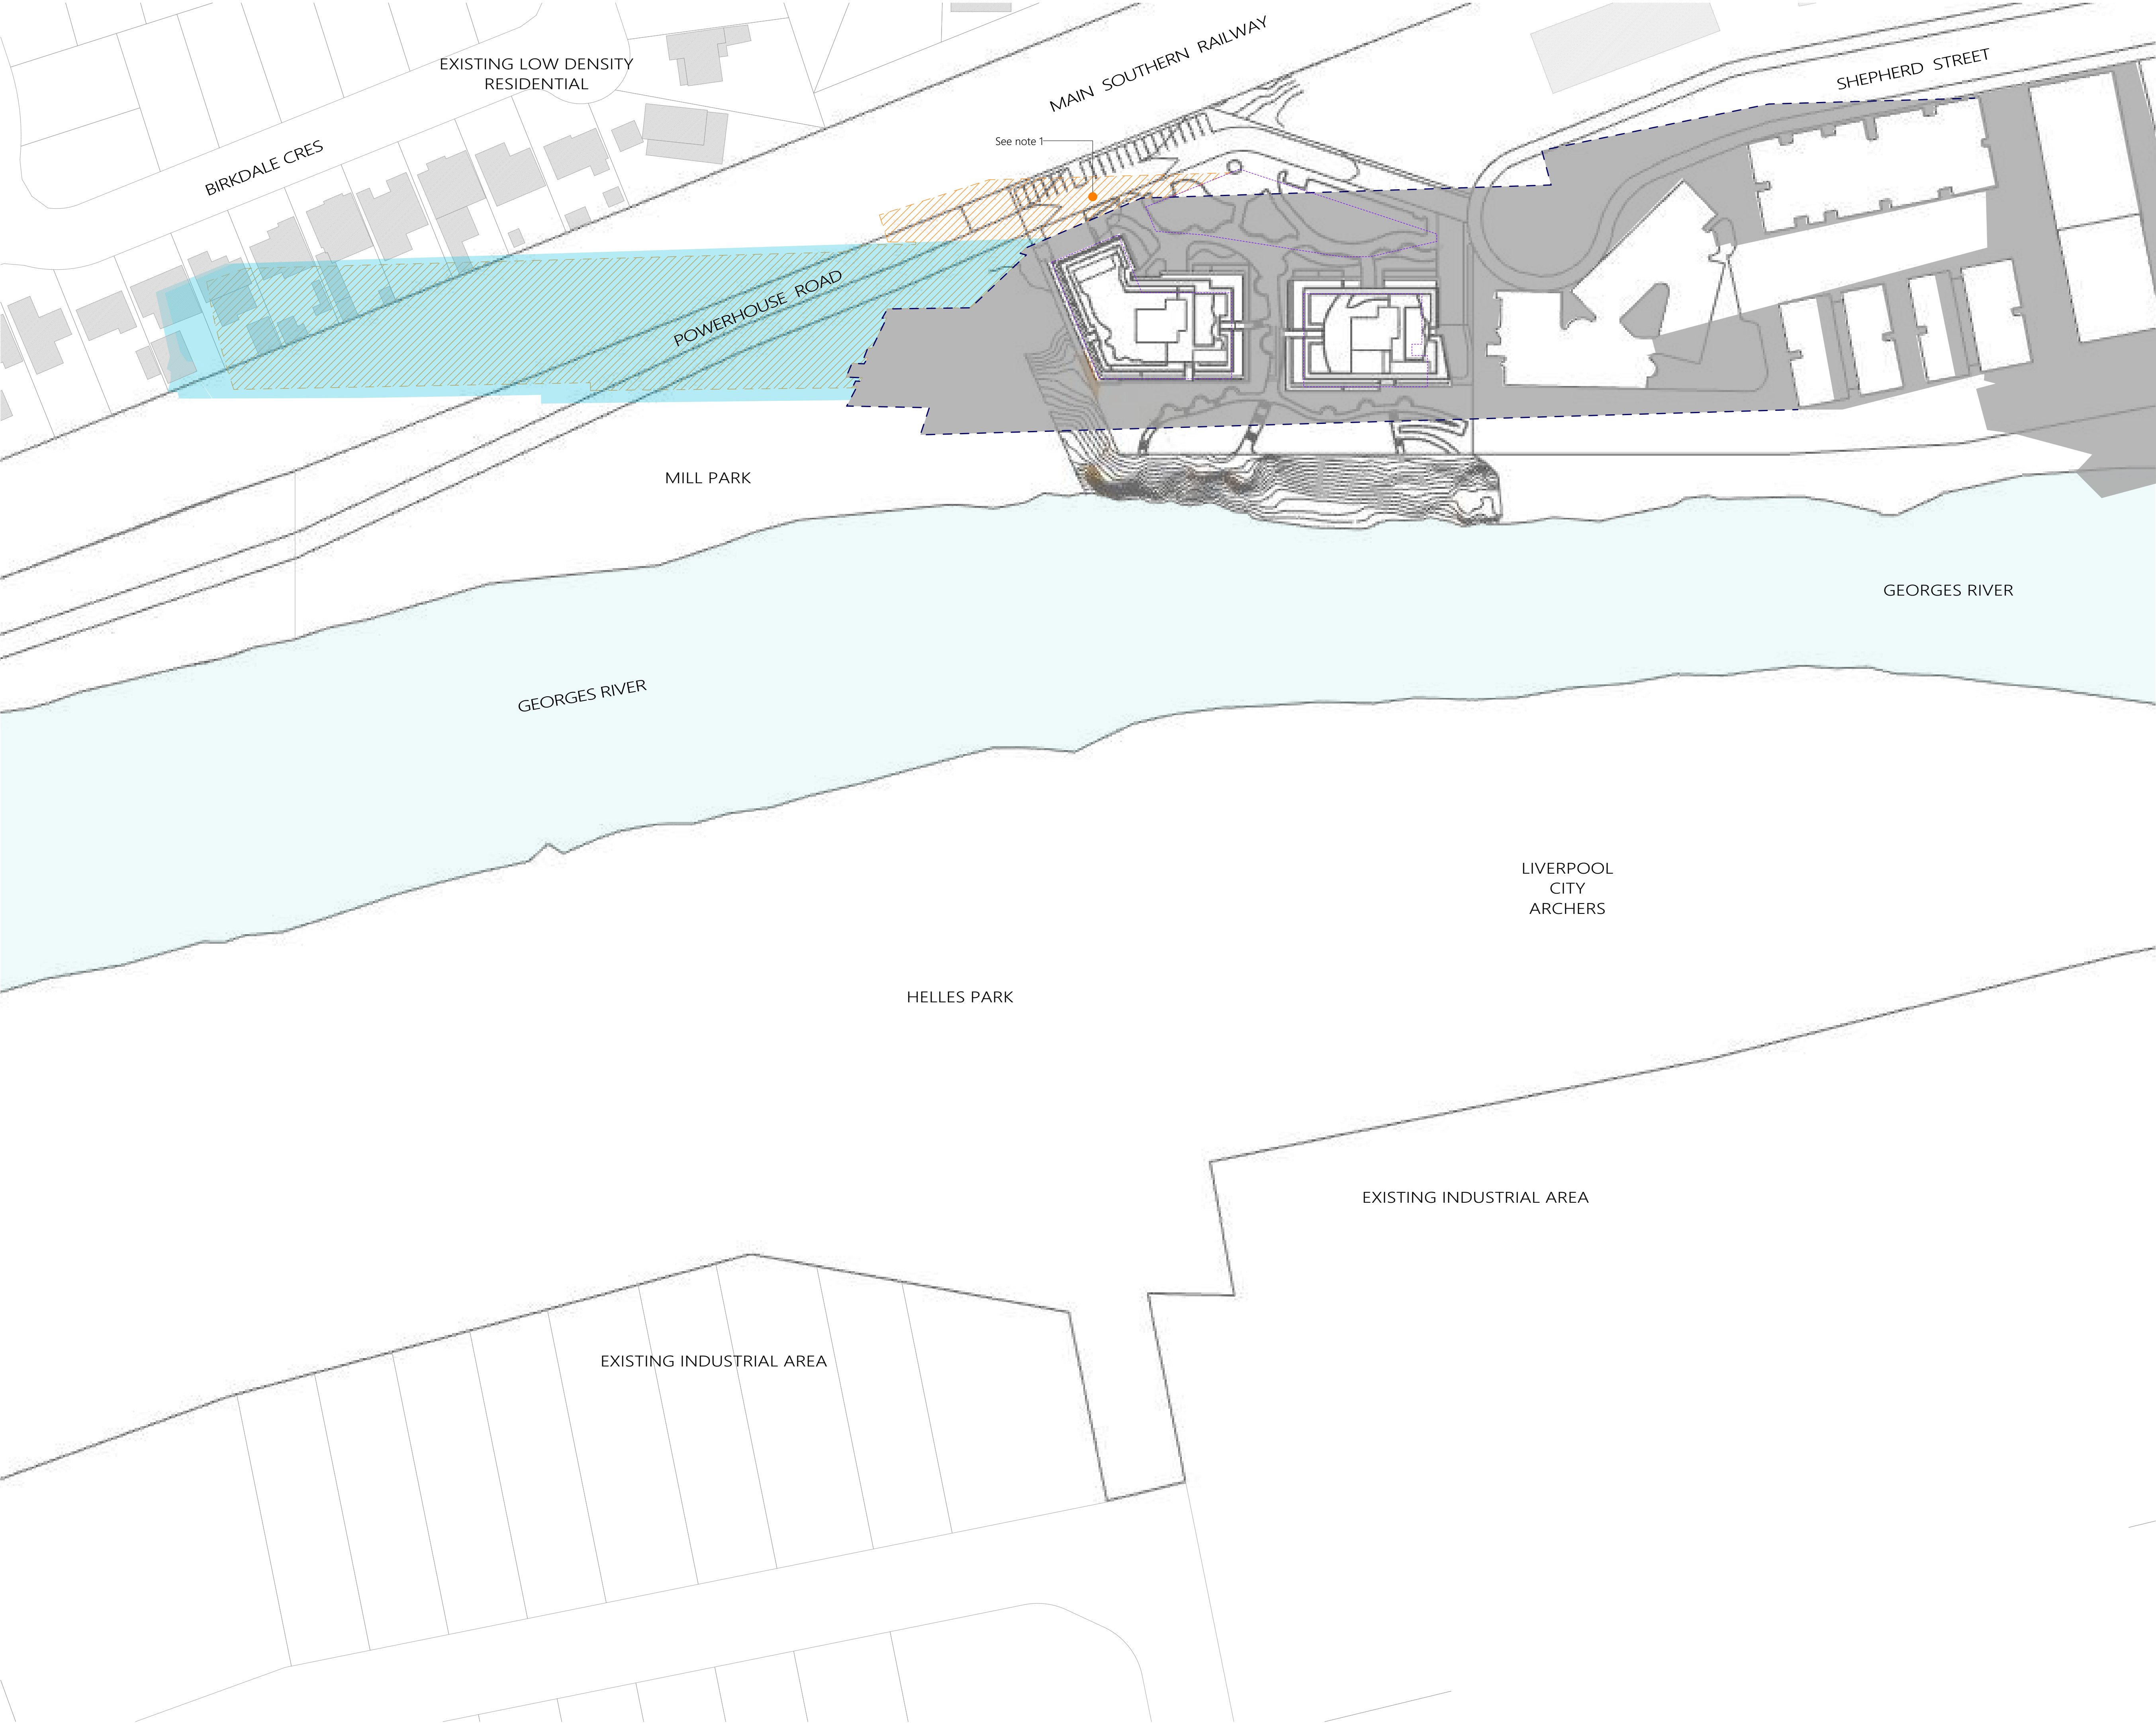 EXISTING LOW DENSITY
RESIDENTIAL
MAIN SOUTHERN RAILWAY
SHEPHERD STREET
BIRKDALE CRES
See note 1
POWERHOUSE ROAD
MILL PARK
GEORGES RIVER
GEORGES RIVER
LIVERPOOL
CITY
ARCHERS
HELLES PARK
EXISTING INDUSTRIAL AREA
EXISTING INDUSTRIAL AREA